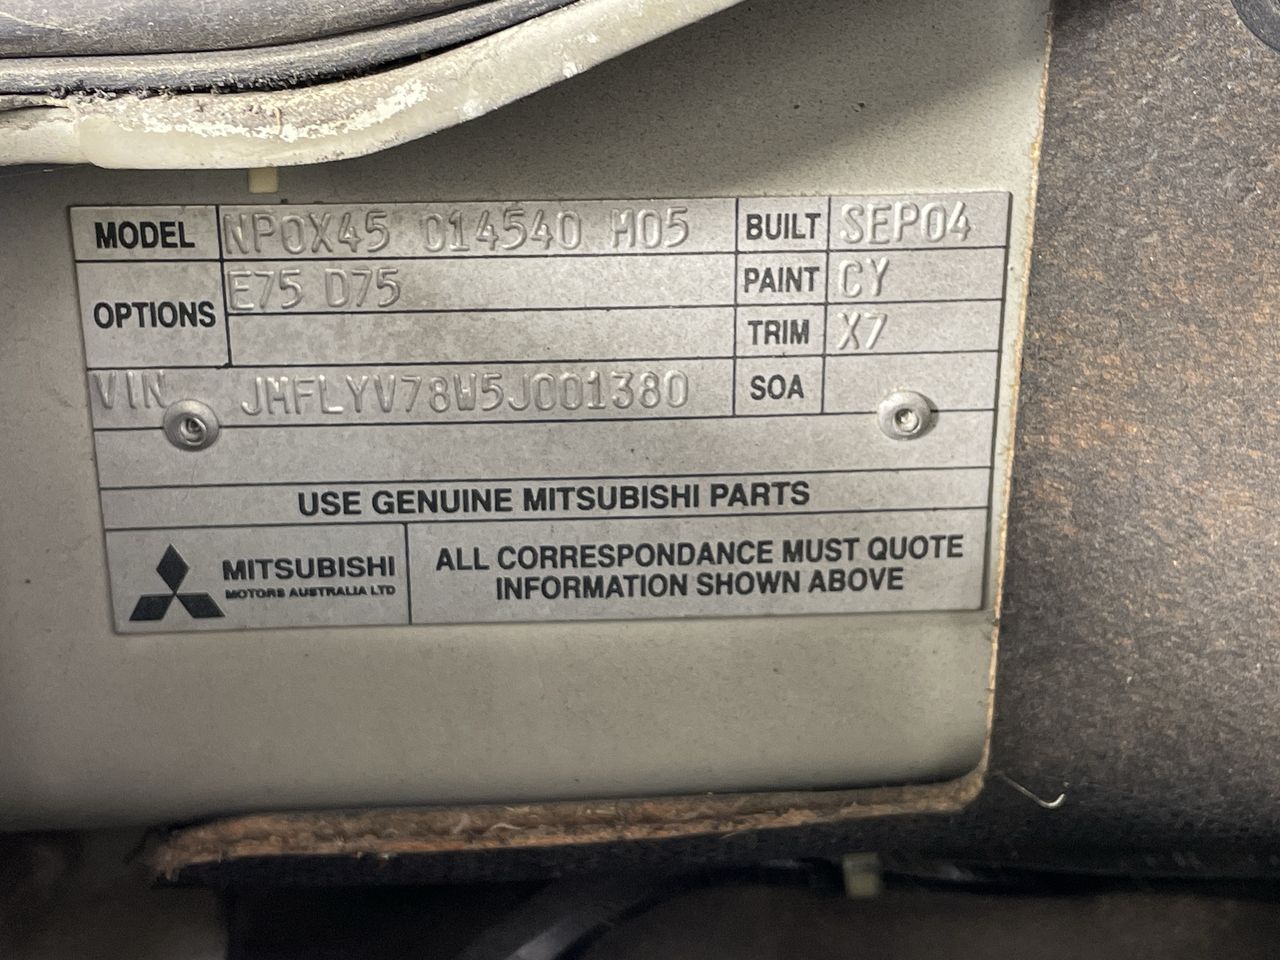 MODEL NP0X45 014540 M05 BUILT SEP04
OPTIONS E75 D75 PAINT CY
TRIM X7
VIN JMFLYV78W5J001380 SOA
USE GENUINE MITSUBISHI PARTS
MITSUBISHI
MOTORS AUSTRALIA LTD
ALL CORRESPONDANCE MUST QUOTE
INFORMATION SHOWN ABOVE